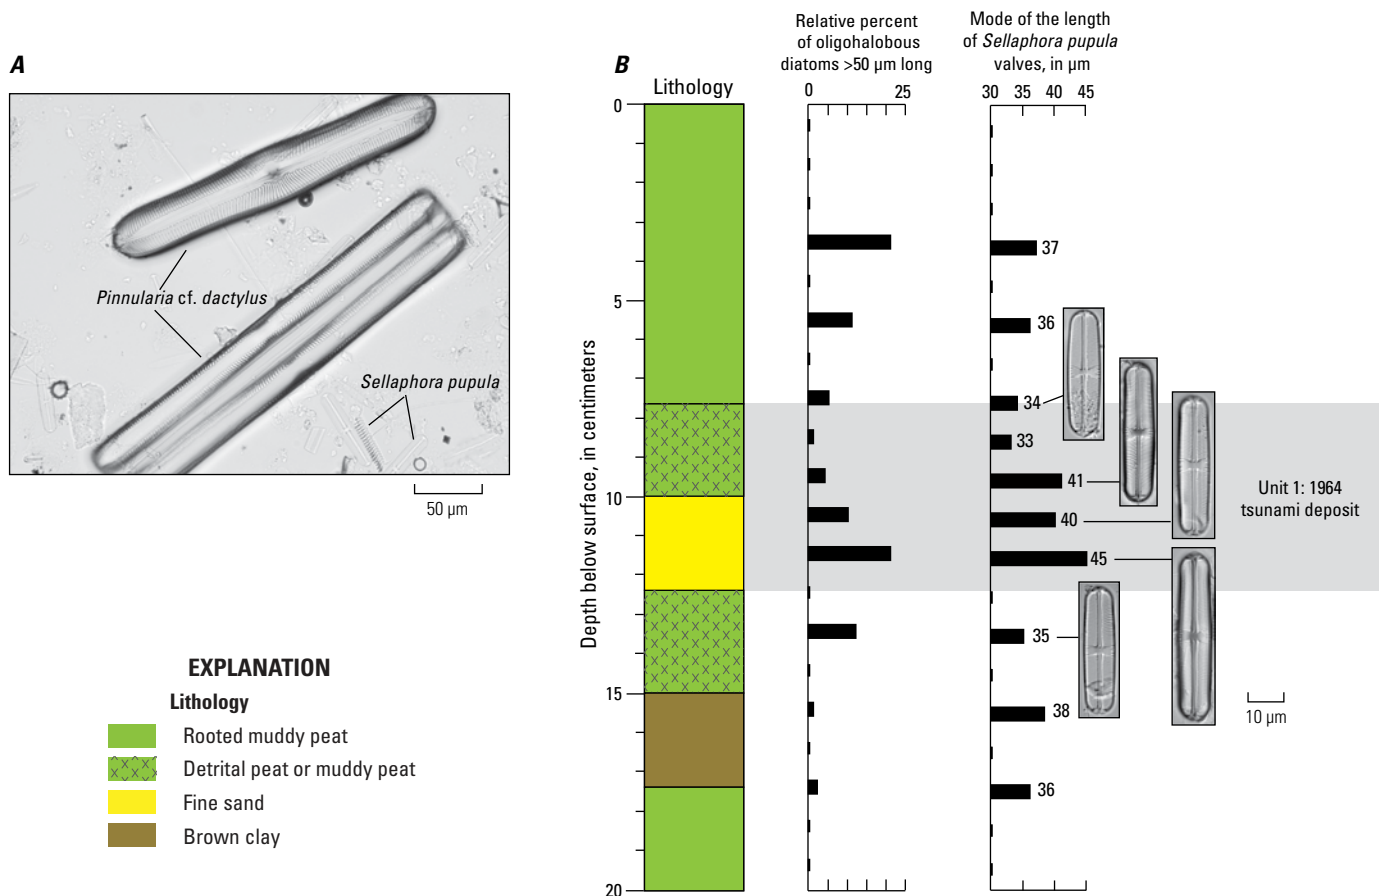 A
Pinnularia cf. dactylus
Sellaphora pupula
50 µm
EXPLANATION
Lithology
Rooted muddy peat
Detrital peat or muddy peat
Fine sand
Brown clay
B
Lithology
Relative percent
of oligohalobous
diatoms >50 µm long
0 25
Mode of the length
of Sellaphora pupula
valves, in µm
30 35 40 45
Depth below surface, in centimeters
0
5
10
15
20
37
36
34
33
41
40
45
35
38
36
Unit 1: 1964
tsunami deposit
10 µm